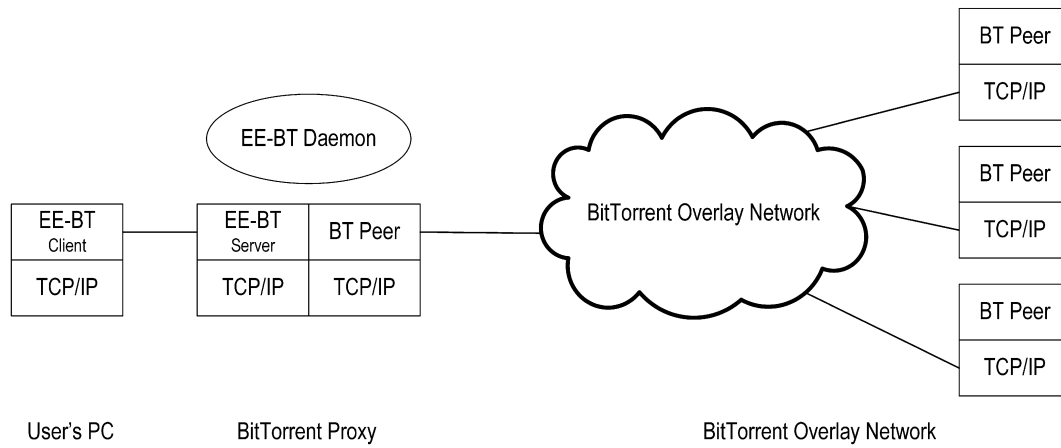 BT Peer
TCP/IP
EE-BT Daemon
BT Peer
TCP/IP
EE-BT
Client
TCP/IP
EE-BT
Server
TCP/IP
BT Peer
TCP/IP
BitTorrent Overlay Network
BT Peer
TCP/IP
User's PC
BitTorrent Proxy
BitTorrent Overlay Network